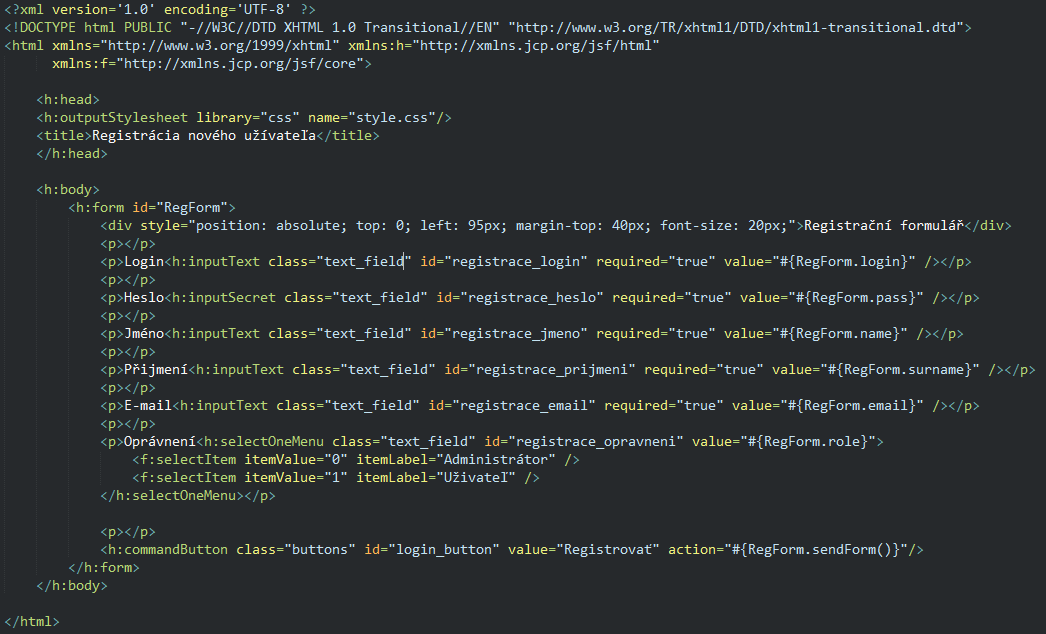 <?xml version='1.0' encoding='UTF-8' ?>
<!DOCTYPE html PUBLIC "-//W3C//DTD XHTML 1.0 Transitional//EN" "http://www.w3.org/TR/xhtml1/DTD/xhtml1-transitional.dtd">
<html xmlns="http://www.w3.org/1999/xhtml" xmlns:h="http://xmlns.jcp.org/jsf/html"
      xmlns:f="http://xmlns.jcp.org/jsf/core">

    <h:head>
    <h:outputStylesheet library="css" name="style.css"/>
    <title>Registrácia nového užívateľa</title>
    </h:head>

    <h:body>
        <h:form id="RegForm">
            <div style="position: absolute; top: 0; left: 95px; margin-top: 40px; font-size: 20px;">Registrační formulář</div>
            <p></p>
            <p>Login<h:inputText class="text_field" id="registrace_login" required="true" value="#{RegForm.login}" /></p>
            <p></p>
            <p>Heslo<h:inputSecret class="text_field" id="registrace_heslo" required="true" value="#{RegForm.pass}" /></p>
            <p></p>
            <p>Jméno<h:inputText class="text_field" id="registrace_jmeno" required="true" value="#{RegForm.name}" /></p>
            <p></p>
            <p>Přijmení<h:inputText class="text_field" id="registrace_prijmeni" required="true" value="#{RegForm.surname}" /></p>
            <p></p>
            <p>E-mail<h:inputText class="text_field" id="registrace_email" required="true" value="#{RegForm.email}" /></p>
            <p></p>
            <p>Oprávnení<h:selectOneMenu class="text_field" id="registrace_opravneni" value="#{RegForm.role}">
                <f:selectItem itemValue="0" itemLabel="Administrátor" />
                <f:selectItem itemValue="1" itemLabel="Uživateľ" />
            </h:selectOneMenu></p>

            <p></p>
            <h:commandButton class="buttons" id="login_button" value="Registrovať" action="#{RegForm.sendForm()}"/>
        </h:form>
    </h:body>

</html>